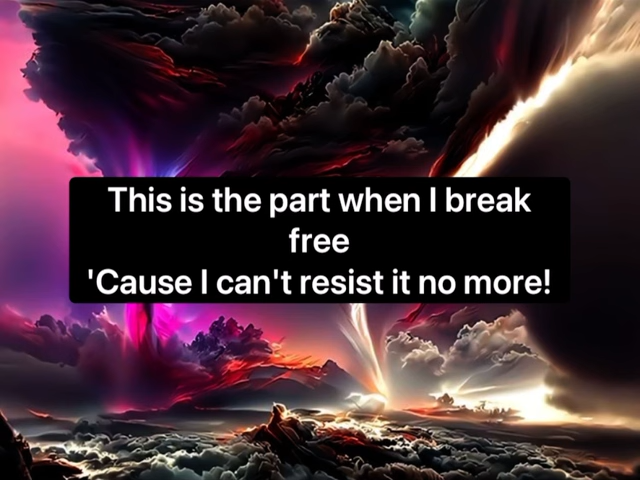 This is the part when I break
free
'Cause I can't resist it no more!